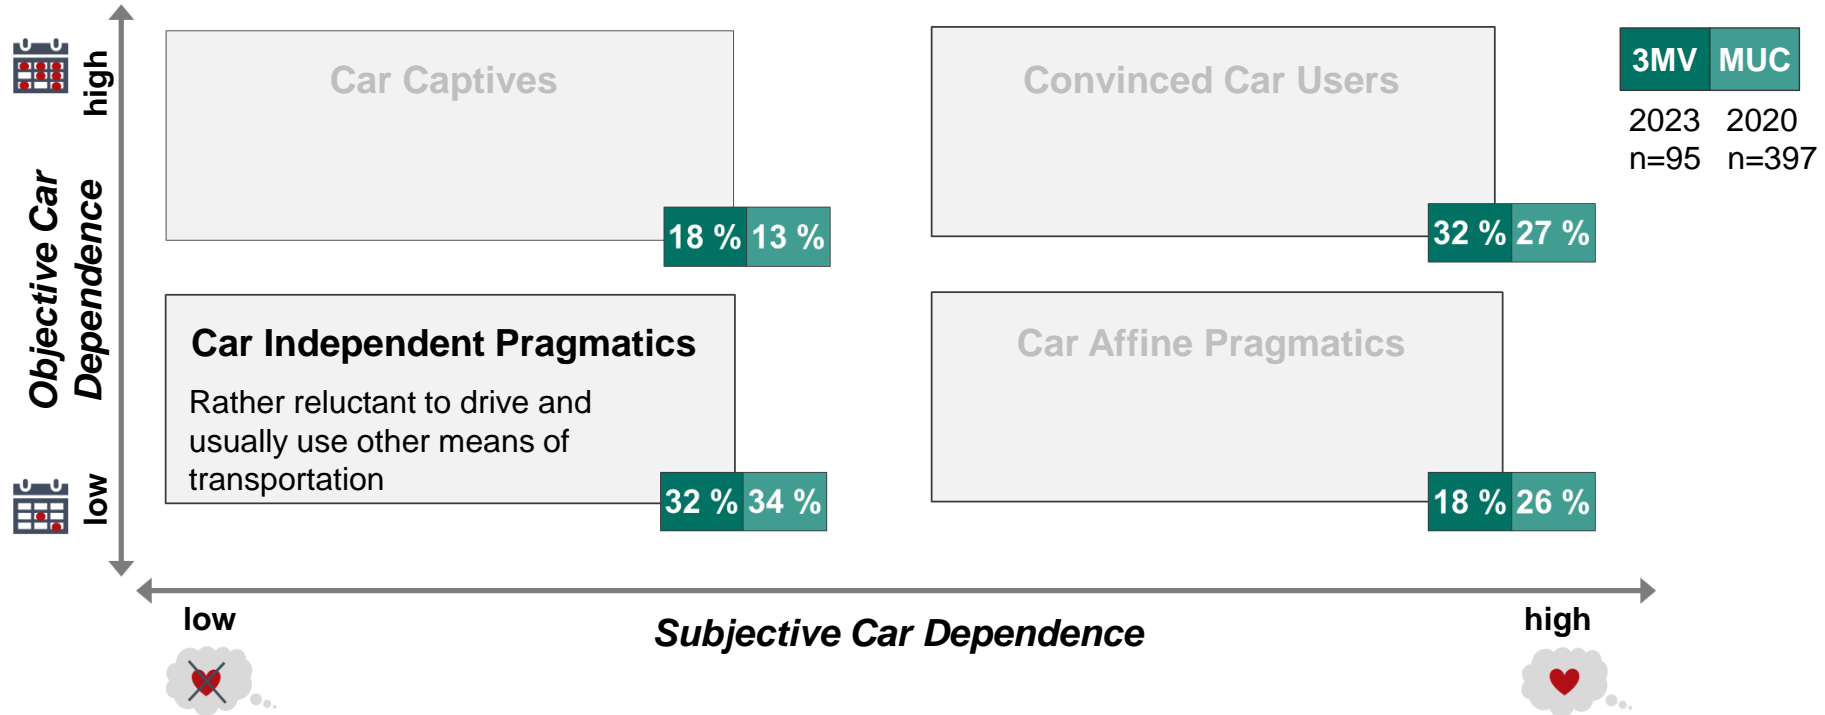 high
Objective Car
Dependence
low
Car Captives
18 % 13 %
Convinced Car Users
32 % 27 %
3MV MUC
2023 2020
n=95 n=397
Car Independent Pragmatics
Rather reluctant to drive and
usually use other means of
transportation
32 % 34 %
Car Affine Pragmatics
18 % 26 %
low
Subjective Car Dependence
high